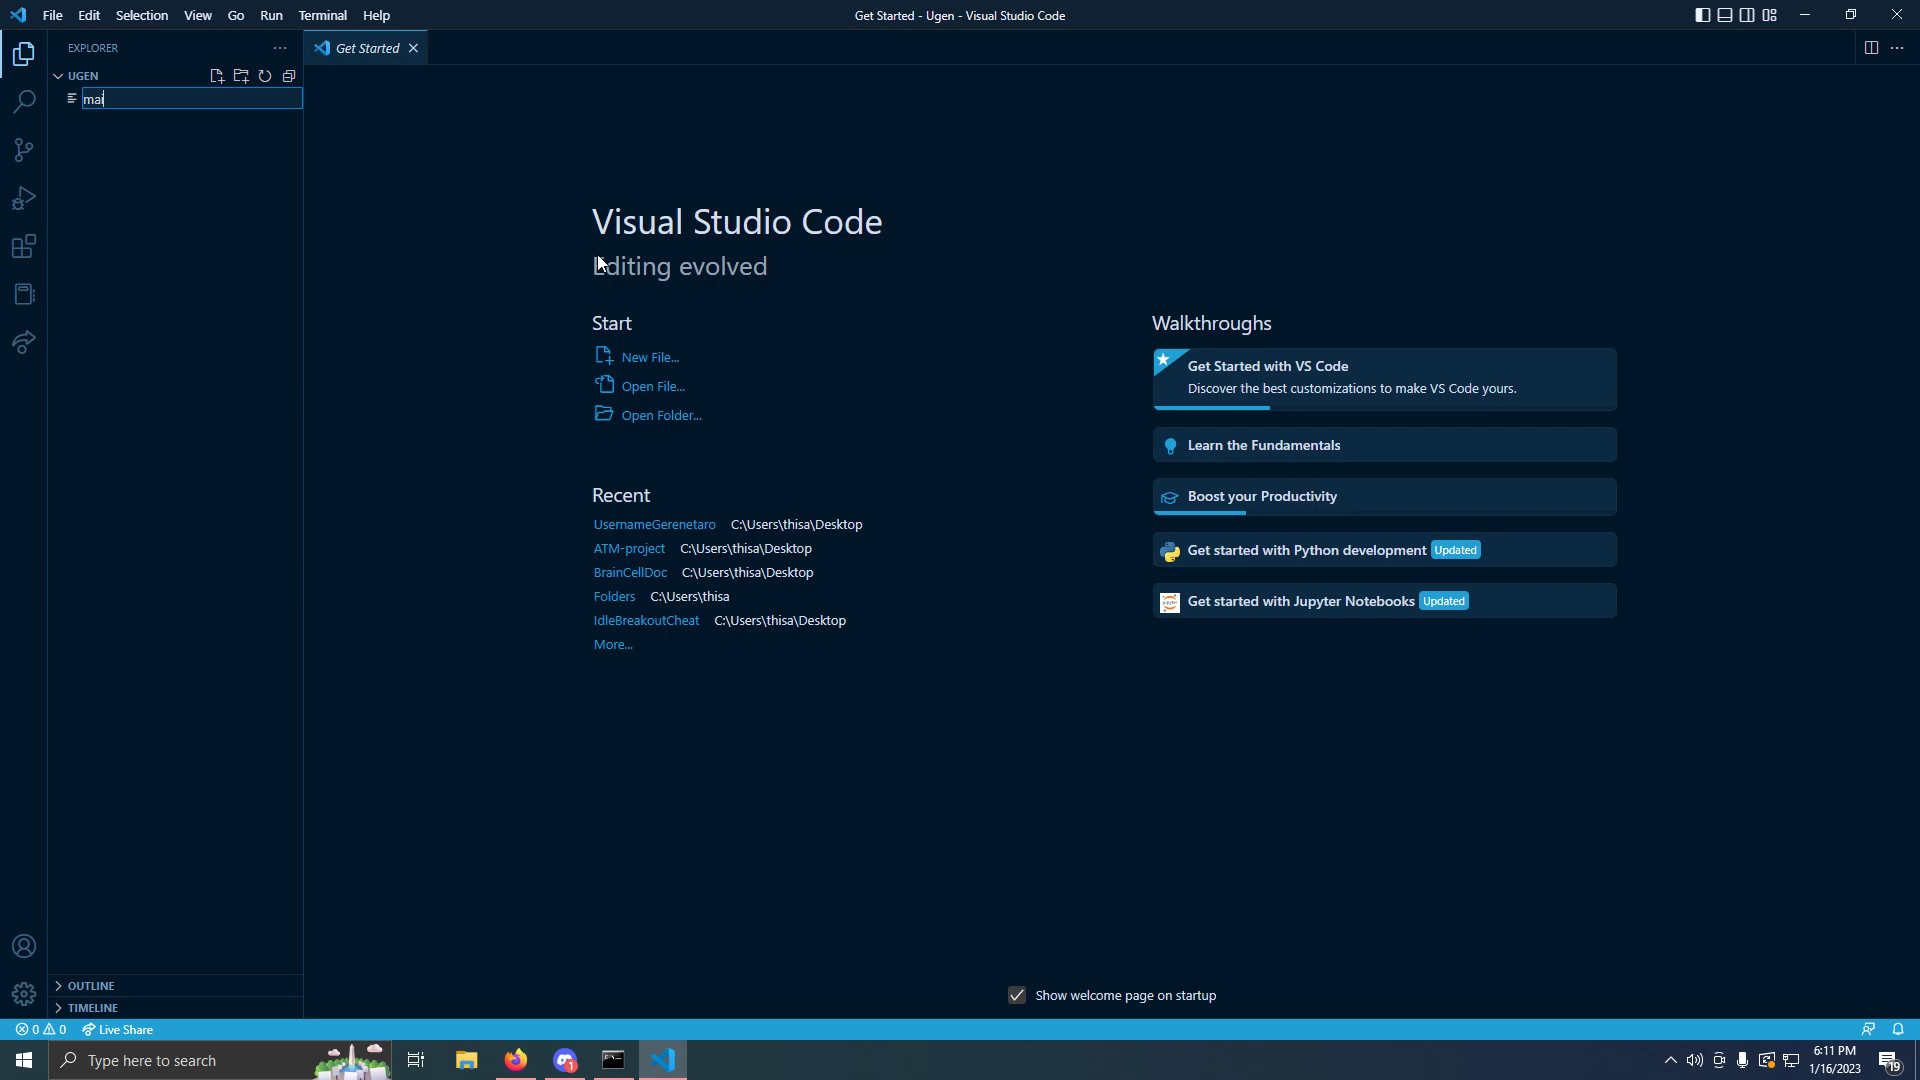 File Edit Selection View Go Run Terminal Help
Get Started - Ugen - Visual Studio Code
EXPLORER
Get Started
UGEN
mai
Visual Studio Code
Editing evolved
Start
New File...
Open File...
Open Folder...
Recent
UsernameGerenetaro C:\Users\thisa\Desktop
ATM-project C:\Users\thisa\Desktop
BrainCellDoc C:\Users\thisa\Desktop
Folders C:\Users\thisa
IdleBreakoutCheat C:\Users\thisa\Desktop
More...
Walkthroughs
Get Started with VS Code
Discover the best customizations to make VS Code yours.
Learn the Fundamentals
Boost your Productivity
Get started with Python development Updated
Get started with Jupyter Notebooks Updated
Show welcome page on startup
OUTLINE
TIMELINE
0 0 Live Share
Type here to search
1
6:11 PM
1/16/2023
19